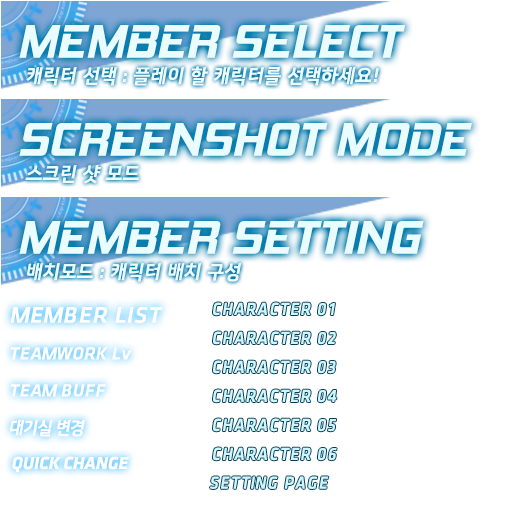 MEMBER SELECT
캐릭터 선택 : 플레이 할 캐릭터를 선택하세요!
SCREENSHOT MODE
스크린 샷 모드
MEMBER SETTING
배치모드 : 캐릭터 배치 구성
MEMBER LIST
TEAMWORK Lv
TEAM BUFF
대기실 변경
QUICK CHANGE
CHARACTER 01
CHARACTER 02
CHARACTER 03
CHARACTER 04
CHARACTER 05
CHARACTER 06
SETTING PAGE